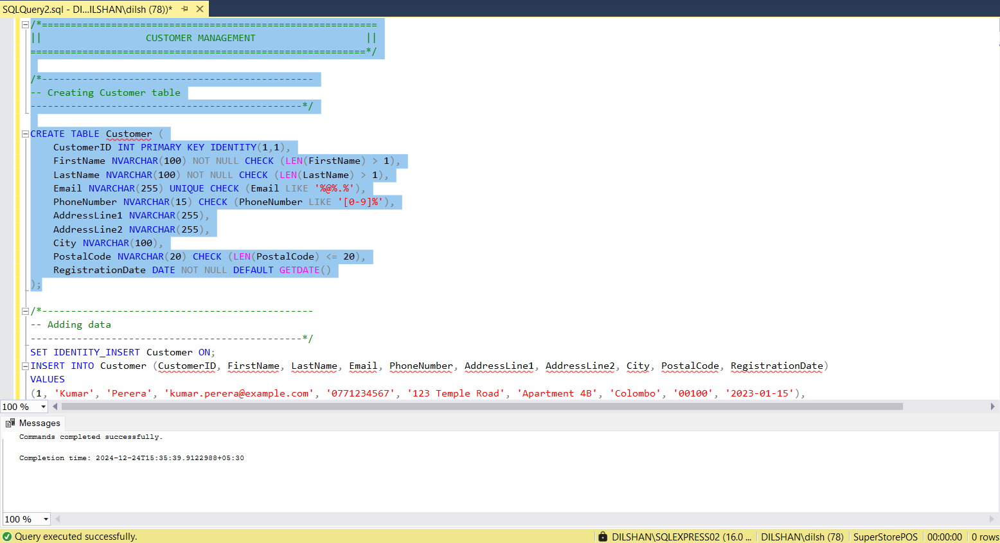 SQLQuery2.sql - DI...ILSHAN\dilsh (78))*
/*==========================================================
||                  CUSTOMER MANAGEMENT                   ||
==========================================================*/
/*-----------------------------------------------
-- Creating Customer table
-----------------------------------------------*/
CREATE TABLE Customer (
    CustomerID INT PRIMARY KEY IDENTITY(1,1),
    FirstName NVARCHAR(100) NOT NULL CHECK (LEN(FirstName) > 1),
    LastName NVARCHAR(100) NOT NULL CHECK (LEN(LastName) > 1),
    Email NVARCHAR(255) UNIQUE CHECK (Email LIKE '%@%.%'),
    PhoneNumber NVARCHAR(15) CHECK (PhoneNumber LIKE '[0-9]%'),
    AddressLine1 NVARCHAR(255),
    AddressLine2 NVARCHAR(255),
    City NVARCHAR(100),
    PostalCode NVARCHAR(20) CHECK (LEN(PostalCode) <= 20),
    RegistrationDate DATE NOT NULL DEFAULT GETDATE()
);
/*-----------------------------------------------
-- Adding data
-----------------------------------------------*/
SET IDENTITY_INSERT Customer ON;
INSERT INTO Customer (CustomerID, FirstName, LastName, Email, PhoneNumber, AddressLine1, AddressLine2, City, PostalCode, RegistrationDate)
VALUES
(1, 'Kumar', 'Perera', 'kumar.perera@example.com', '0771234567', '123 Temple Road', 'Apartment 4B', 'Colombo', '00100', '2023-01-15'),
100 %
Messages
Commands completed successfully.
Completion time: 2024-12-24T15:35:39.9122988+05:30
100 %
Query executed successfully. DILSHAN\SQLEXPRESS02 (16.0 ... DILSHAN\dilsh (78) SuperStorePOS 00:00:00 0 rows